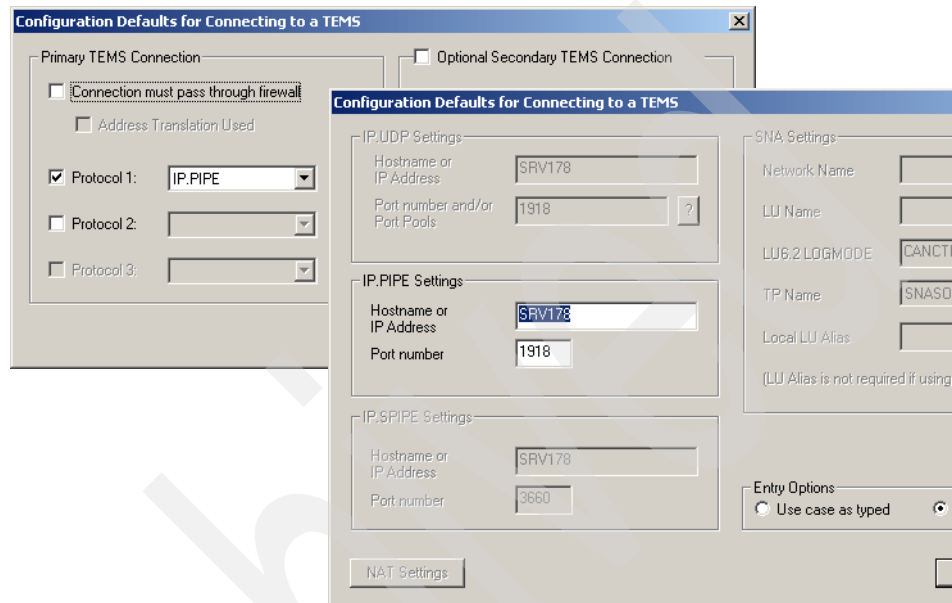 Configuration Defaults for Connecting to a TEMS
Primary TEMS Connection
Optional Secondary TEMS Connection
Connection must pass through firewall
Address Translation Used
Protocol 1:
IP.PIPE
Protocol 2:
Protocol 3:
Configuration Defaults for Connecting to a TEMS
IP.UDP Settings
Hostname or
IP Address
SRV178
Port number and/or
Port Pools
1918
?
IP.PIPE Settings
Hostname or
IP Address
SRV178
Port number
1918
IP.SPIPE Settings
Hostname or
IP Address
SRV178
Port number
3660
NAT Settings
SNA Settings
Network Name
LU Name
LU6.2 LOGMODE
CANCT
TP Name
SNASO
Local LU Alias
(LU Alias is not required if using
Entry Options
Use case as typed